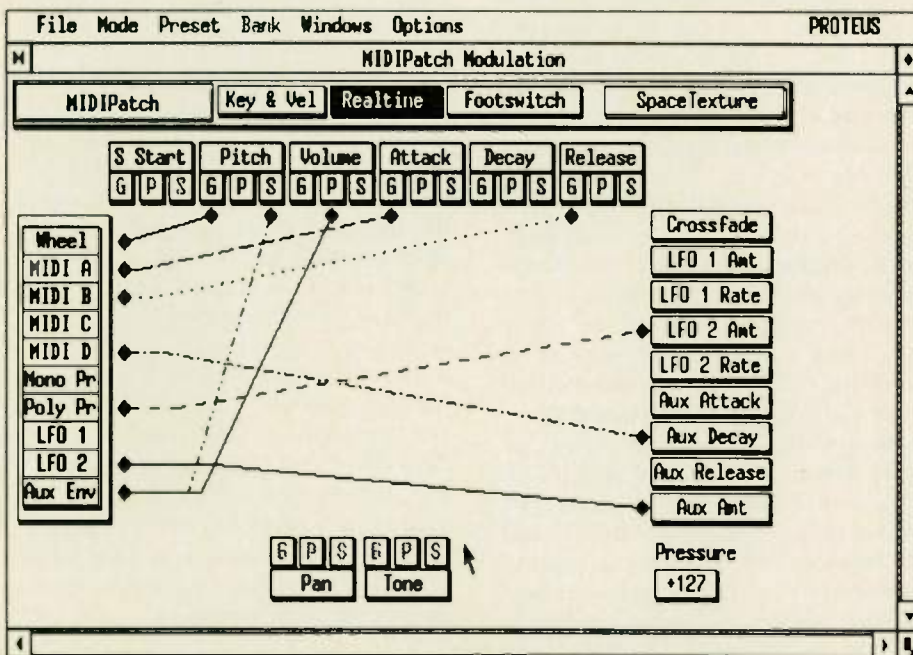 File Mode Preset Bank Windows Options PROTEUS
MIDIPatch Modulation
MIDIPatch Key & Vel Realtime Footswitch SpaceTexture
S Start Pitch Volume Attack Decay Release
G P S G P S G P S G P S G P S G P S
Wheel
MIDI A
MIDI B
MIDI C
MIDI D
Mono Pr
Poly Pr
LFO 1
LFO 2
Aux Env
Crossfade
LFO 1 Amt
LFO 1 Rate
LFO 2 Amt
LFO 2 Rate
Aux Attack
Aux Decay
Aux Release
Aux Amt
G P S G P S
Pan Tone
Pressure
+127